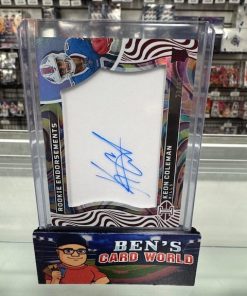 ROOKIE ENDORSEMENTS
KEON COLEMAN
BEN'S
CARD WORLD